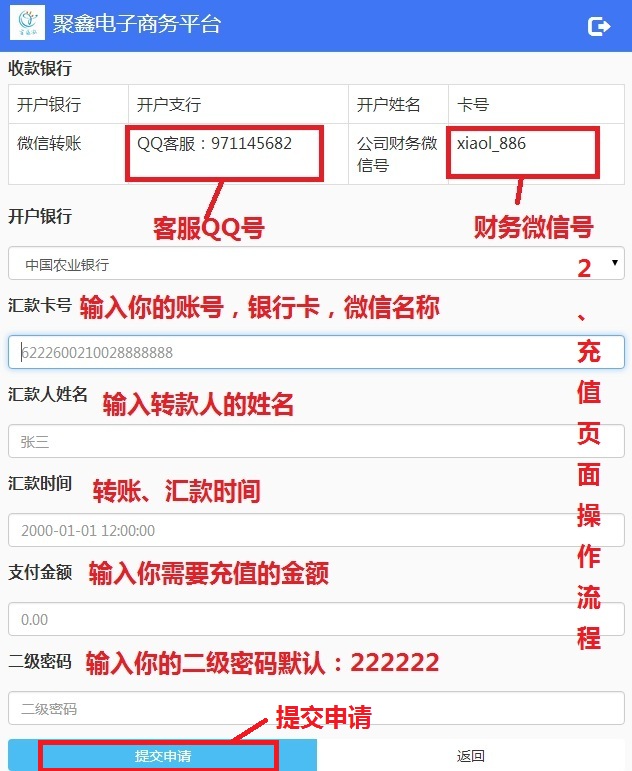 聚鑫电子商务平台
收款银行
开户银行 开户支行 开户姓名 卡号
微信转账 QQ客服：971145682 公司财务微信号 xiaol_886
客服QQ号 财务微信号
开户银行
中国农业银行
汇款卡号 输入你的账号，银行卡，微信名称
6222600210028888888
汇款人姓名 输入转款人的姓名
张三
汇款时间 转账、汇款时间
2000-01-01 12:00:00
支付金额 输入你需要充值的金额
0.00
二级密码 输入你的二级密码默认：222222
二级密码
提交申请
提交申请 返回
2、充值页面操作流程